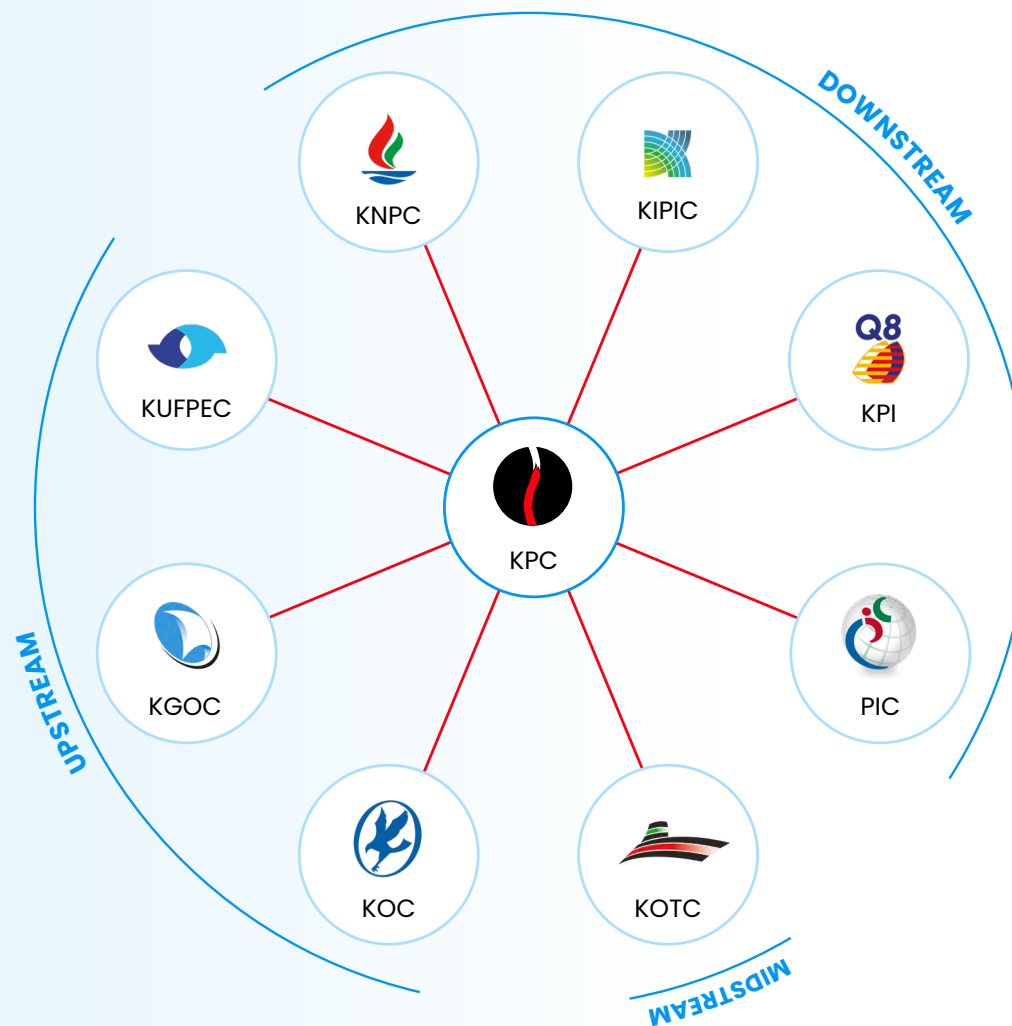 DOWNSTREAM
KNPC
KIPIC
KUFPEC
Q8
KPI
KPC
KGOC
PIC
UPSTREAM
KOC
KOTC
MIDSTREAM